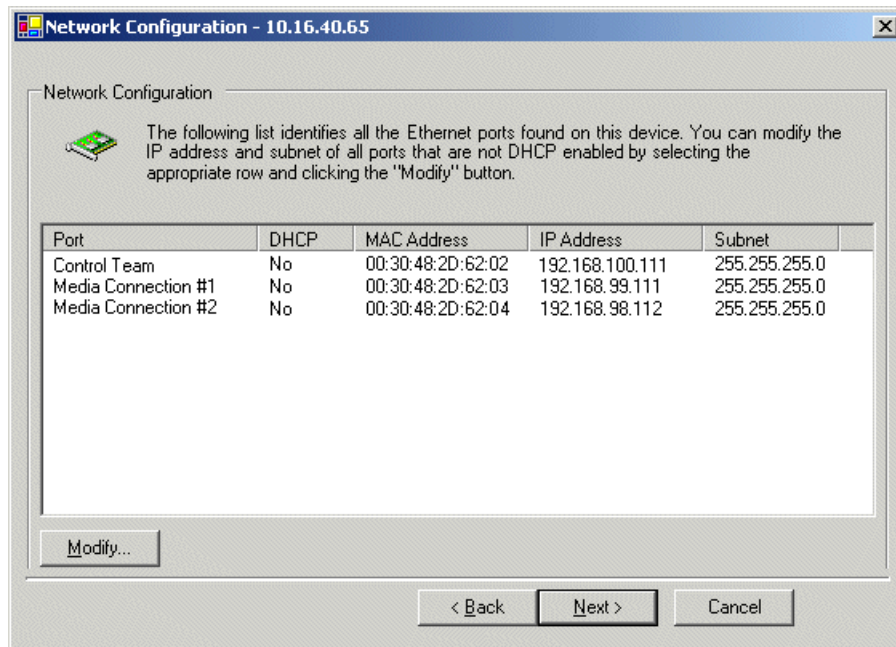 Network Configuration - 10.16.40.65
Network Configuration
The following list identifies all the Ethernet ports found on this device. You can modify the
IP address and subnet of all ports that are not DHCP enabled by selecting the
appropriate row and clicking the "Modify" button.
Port DHCP MAC Address IP Address Subnet
Control Team No 00:30:48:2D:62:02 192.168.100.111 255.255.255.0
Media Connection #1 No 00:30:48:2D:62:03 192.168.99.111 255.255.255.0
Media Connection #2 No 00:30:48:2D:62:04 192.168.98.112 255.255.255.0
Modify...
< Back Next > Cancel